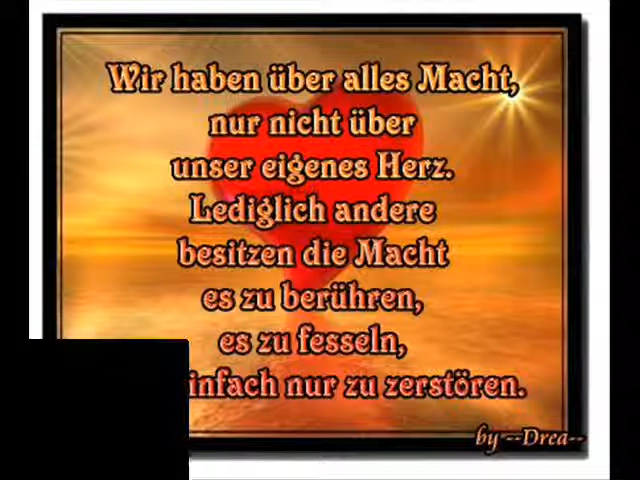 Wir haben über alles Macht,
nur nicht über
unser eigenes Herz.
Lediglich andere
besitzen die Macht
es zu berühren,
es zu fesseln,
infach nur zu zerstören.
by --Drea--